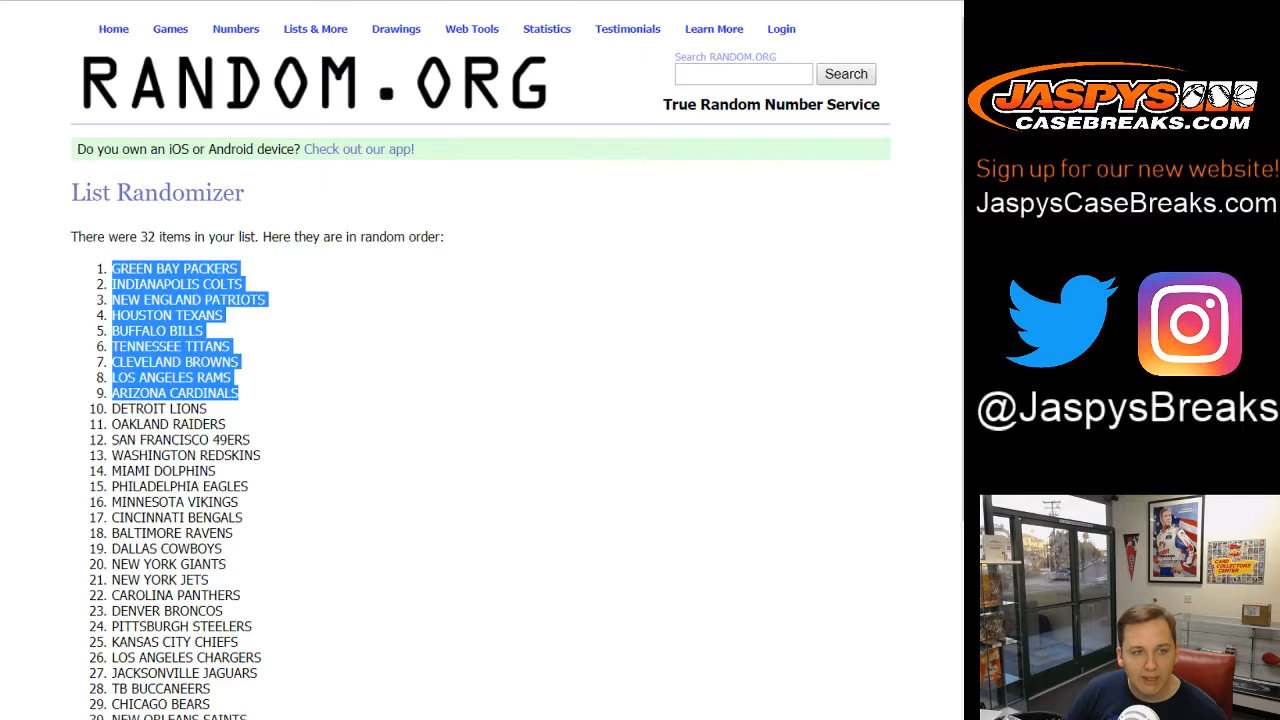 Home Games Numbers Lists & More Drawings Web Tools Statistics Testimonials Learn More Login
RANDOM.ORG
Search RANDOM.ORG
Search
True Random Number Service
Do you own an iOS or Android device? Check out our app!
List Randomizer
There were 32 items in your list. Here they are in random order:
1. GREEN BAY PACKERS
2. INDIANAPOLIS COLTS
3. NEW ENGLAND PATRIOTS
4. HOUSTON TEXANS
5. BUFFALO BILLS
6. TENNESSEE TITANS
7. CLEVELAND BROWNS
8. LOS ANGELES RAMS
9. ARIZONA CARDINALS
10. DETROIT LIONS
11. OAKLAND RAIDERS
12. SAN FRANCISCO 49ERS
13. WASHINGTON REDSKINS
14. MIAMI DOLPHINS
15. PHILADELPHIA EAGLES
16. MINNESOTA VIKINGS
17. CINCINNATI BENGALS
18. BALTIMORE RAVENS
19. DALLAS COWBOYS
20. NEW YORK GIANTS
21. NEW YORK JETS
22. CAROLINA PANTHERS
23. DENVER BRONCOS
24. PITTSBURGH STEELERS
25. KANSAS CITY CHIEFS
26. LOS ANGELES CHARGERS
27. JACKSONVILLE JAGUARS
28. TB BUCCANEERS
29. CHICAGO BEARS
30. NEW ORLEANS SAINTS
JASPYS
CASEBREAKS.COM
Sign up for our new website!
JaspysCaseBreaks.com
@JaspysBreaks
CARD
COLLECTORS
CENTER